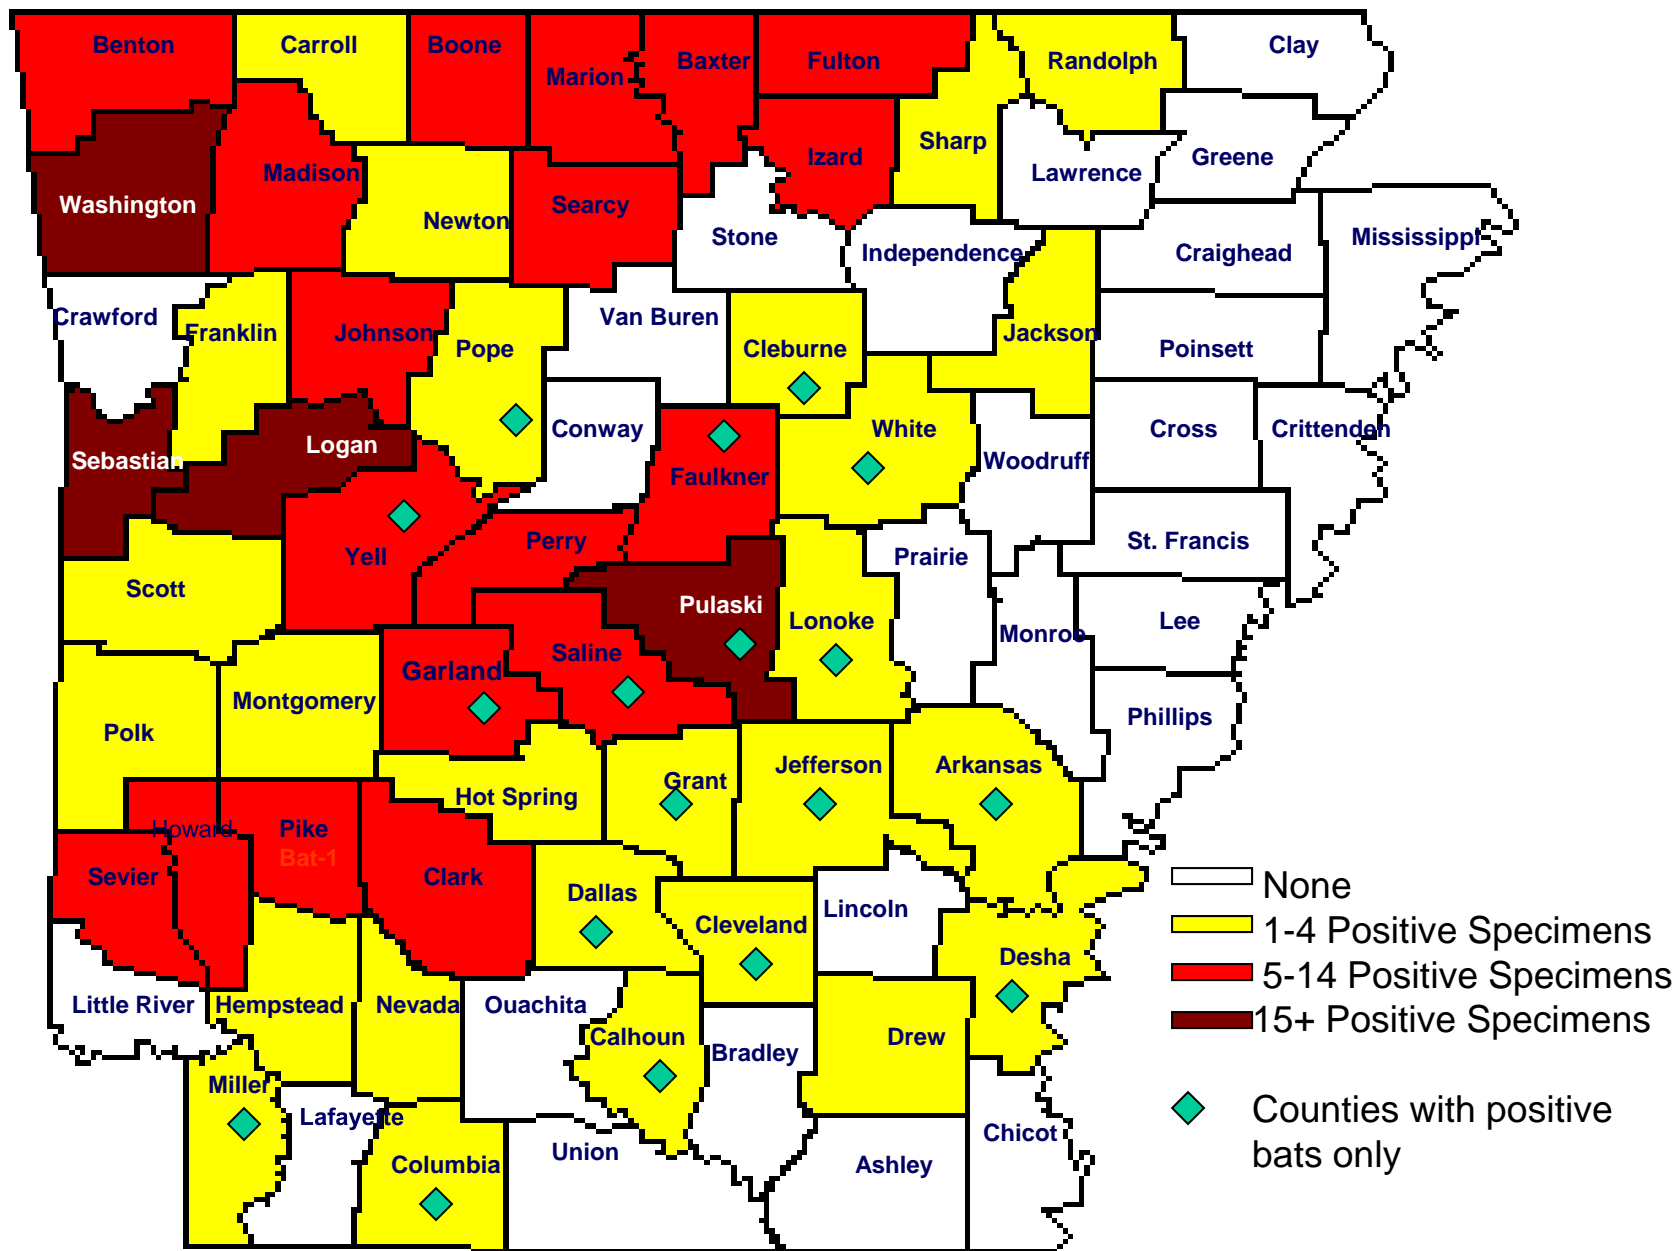 Benton
Carroll
Boone
Marion
Baxter
Fulton
Randolph
Clay
Washington
Madison
Newton
Searcy
Izard
Sharp
Lawrence
Greene
Stone
Independence
Craighead
Mississippi
Crawford
Franklin
Johnson
Pope
Van Buren
Cleburne
Jackson
Poinsett
Sebastian
Logan
Conway
Faulkner
White
Woodruff
Cross
Crittenden
Scott
Yell
Perry
Pulaski
Lonoke
Prairie
Monroe
St. Francis
Lee
Phillips
Polk
Montgomery
Garland
Saline
Hot Spring
Grant
Jefferson
Arkansas
Howard
Pike
Bat-1
Sevier
Clark
Dallas
Cleveland
Lincoln
Desha
Little River
Hempstead
Nevada
Ouachita
Calhoun
Bradley
Drew
Miller
Lafayette
Columbia
Union
Ashley
Chicot
None
1-4 Positive Specimens
5-14 Positive Specimens
15+ Positive Specimens
Counties with positive
bats only